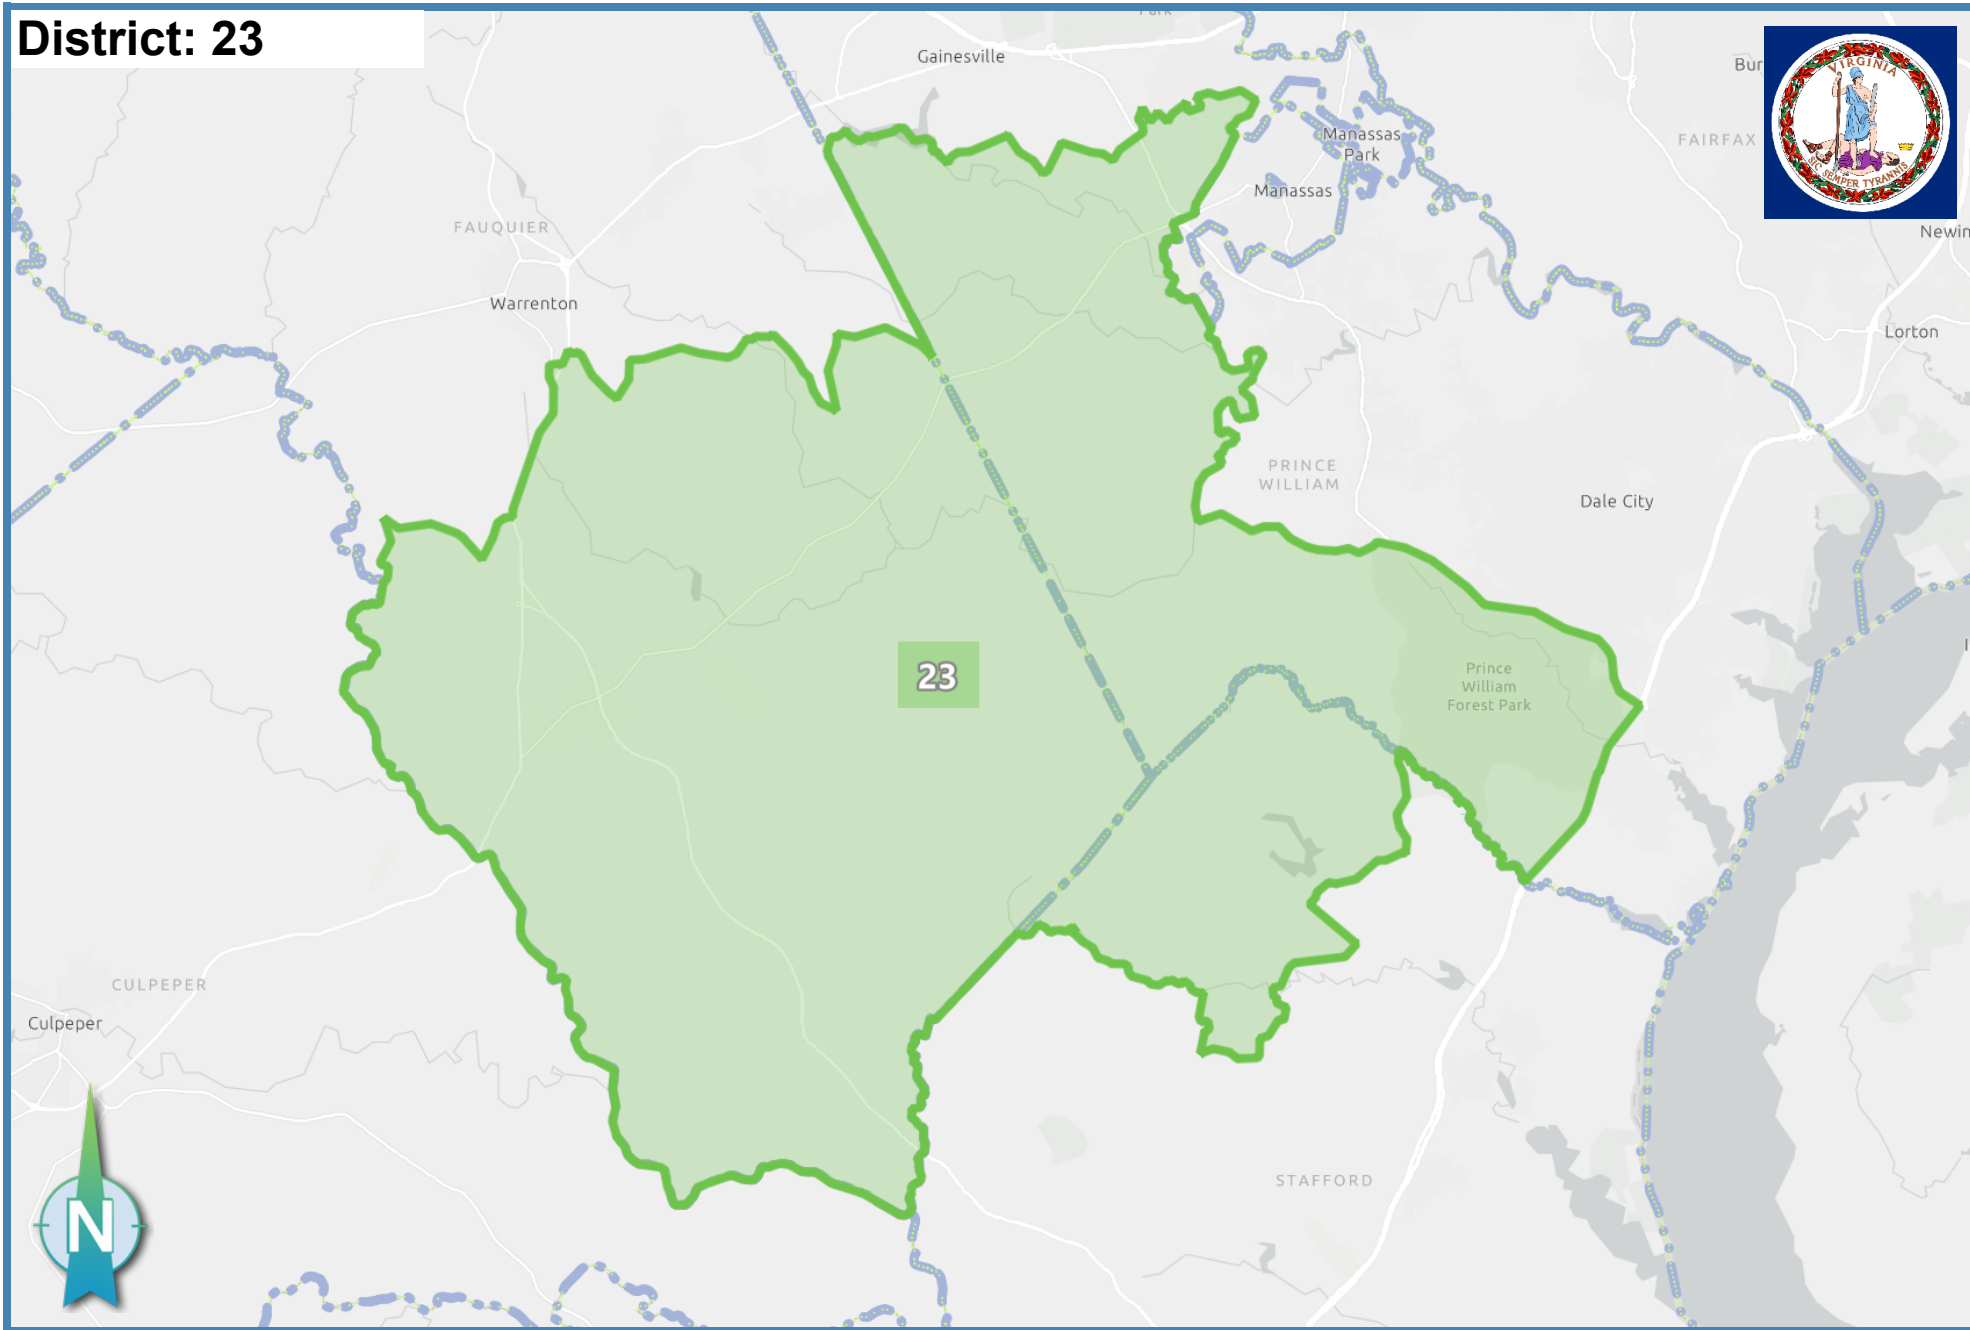 District: 23
Gainesville
Manassas
Park
Manassas
FAIRFAX
VIRGINIA
SIC SEMPER TYRANNIS
FAUQUIER
Warrenton
Lorton
PRINCE
WILLIAM
Dale City
23
Prince
William
Forest Park
CULPEPER
Culpeper
STAFFORD
N